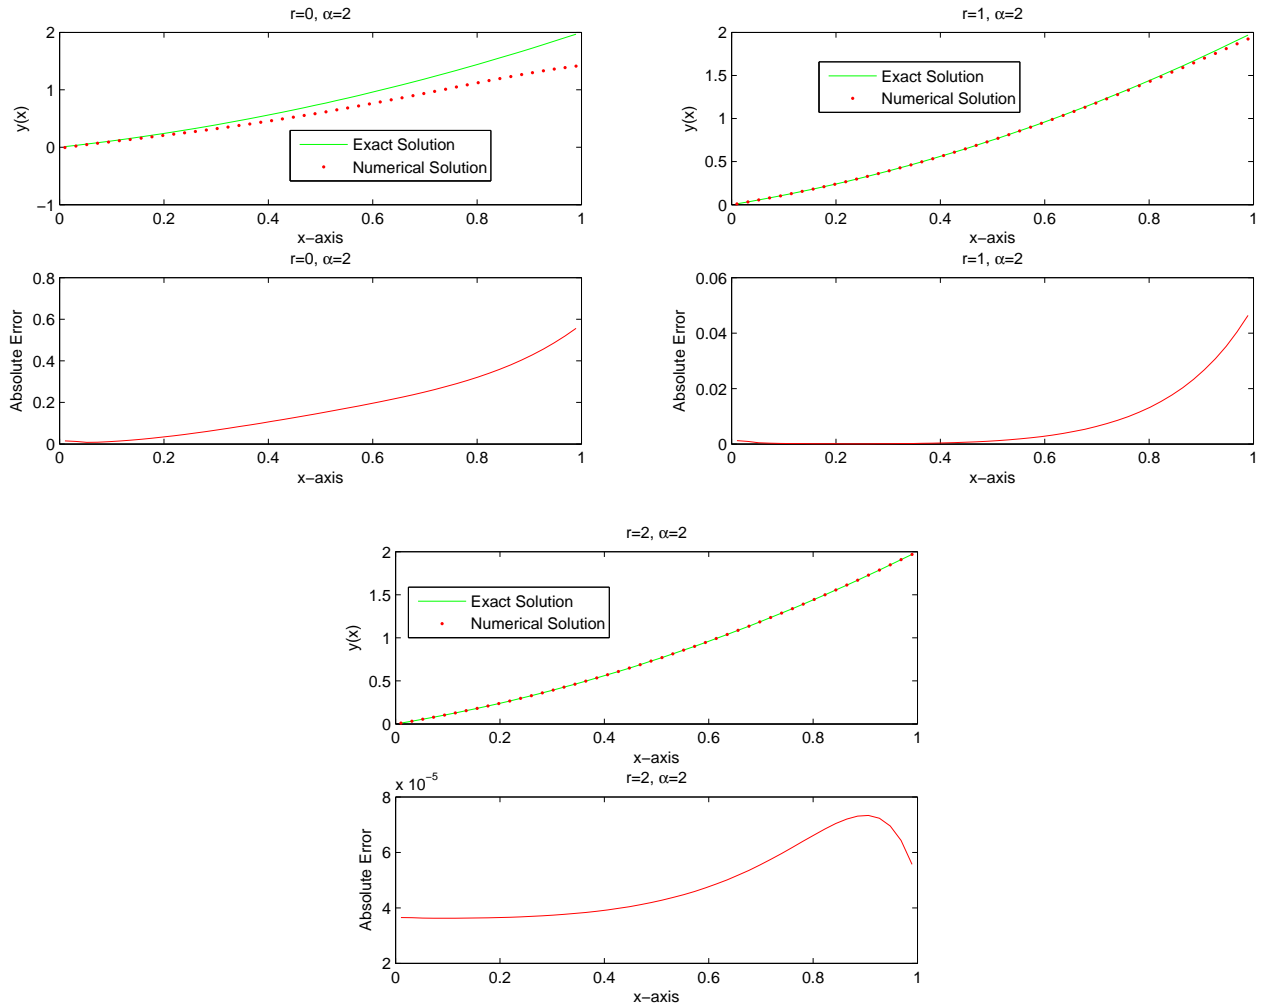 r=0, α=2
2
1
0
−1
y(x)
Exact Solution
Numerical Solution
0 0.2 0.4 0.6 0.8 1
x−axis
r=0, α=2
0.8
0.6
0.4
0.2
0
Absolute Error
0 0.2 0.4 0.6 0.8 1
x−axis
r=1, α=2
2
1.5
1
0.5
0
y(x)
Exact Solution
Numerical Solution
0 0.2 0.4 0.6 0.8 1
x−axis
r=1, α=2
0.06
0.04
0.02
0
Absolute Error
0 0.2 0.4 0.6 0.8 1
x−axis
r=2, α=2
2
1.5
1
0.5
0
y(x)
Exact Solution
Numerical Solution
0 0.2 0.4 0.6 0.8 1
x−axis
r=2, α=2
x 10⁻⁵
8
6
4
2
Absolute Error
0 0.2 0.4 0.6 0.8 1
x−axis